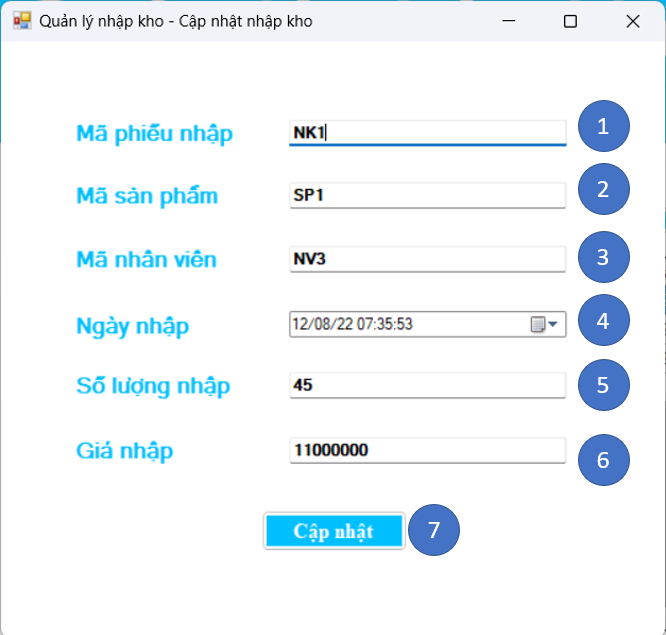 Quản lý nhập kho - Cập nhật nhập kho
Mã phiếu nhập NK1 1
Mã sản phẩm SP1 2
Mã nhân viên NV3 3
Ngày nhập 12/08/22 07:35:53 4
Số lượng nhập 45 5
Giá nhập 11000000 6
Cập nhật 7